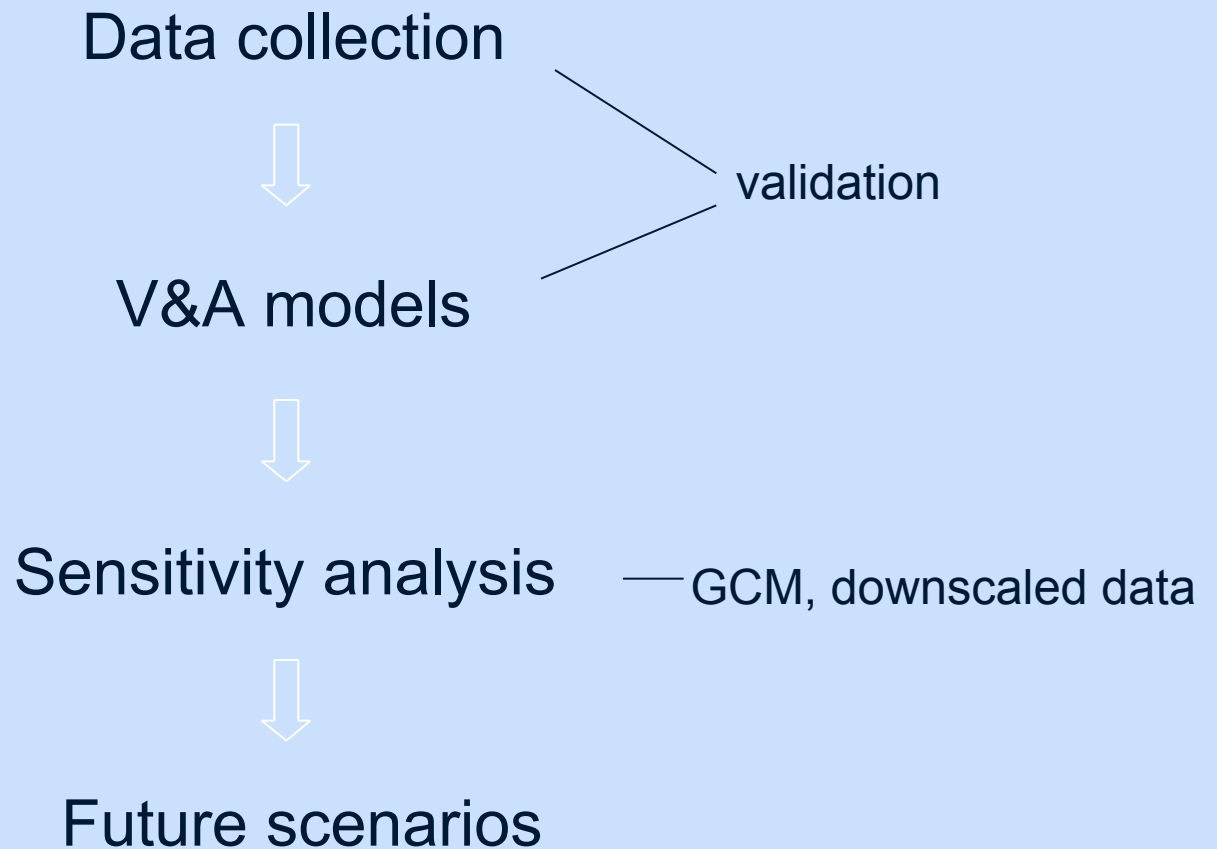 Data collection
validation
V&A models
Sensitivity analysis
GCM, downscaled data
Future scenarios